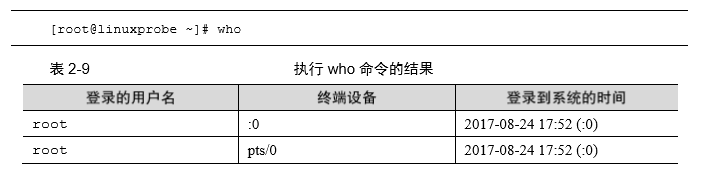 [root@linuxprobe ~]# who
表 2-9 执行 who 命令的结果
登录的用户名 终端设备 登录到系统的时间
root :0 2017-08-24 17:52 (:0)
root pts/0 2017-08-24 17:52 (:0)